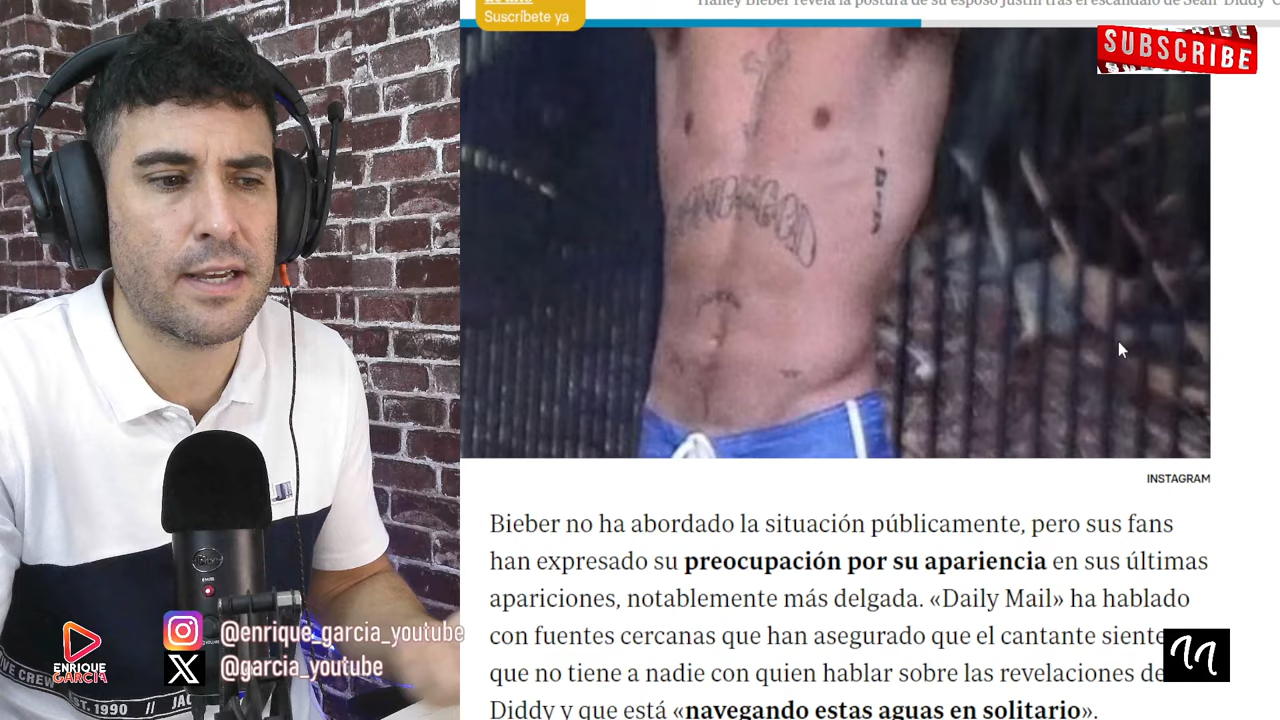 Suscríbete ya
Hailey Bieber revela la postura de su esposo Justin tras el escándalo de Sean 'Diddy'
SUBSCRIBE
INSTAGRAM
Bieber no ha abordado la situación públicamente, pero sus fans
han expresado su preocupación por su apariencia en sus últimas
apariciones, notablemente más delgada. «Daily Mail» ha hablado
con fuentes cercanas que han asegurado que el cantante siente
que no tiene a nadie con quien hablar sobre las revelaciones de
Diddy y que está «navegando estas aguas en solitario».
@enrique_garcia_youtube
@garcia_youtube
ENRIQUE
GARCIA
EST. 1990 // JAC